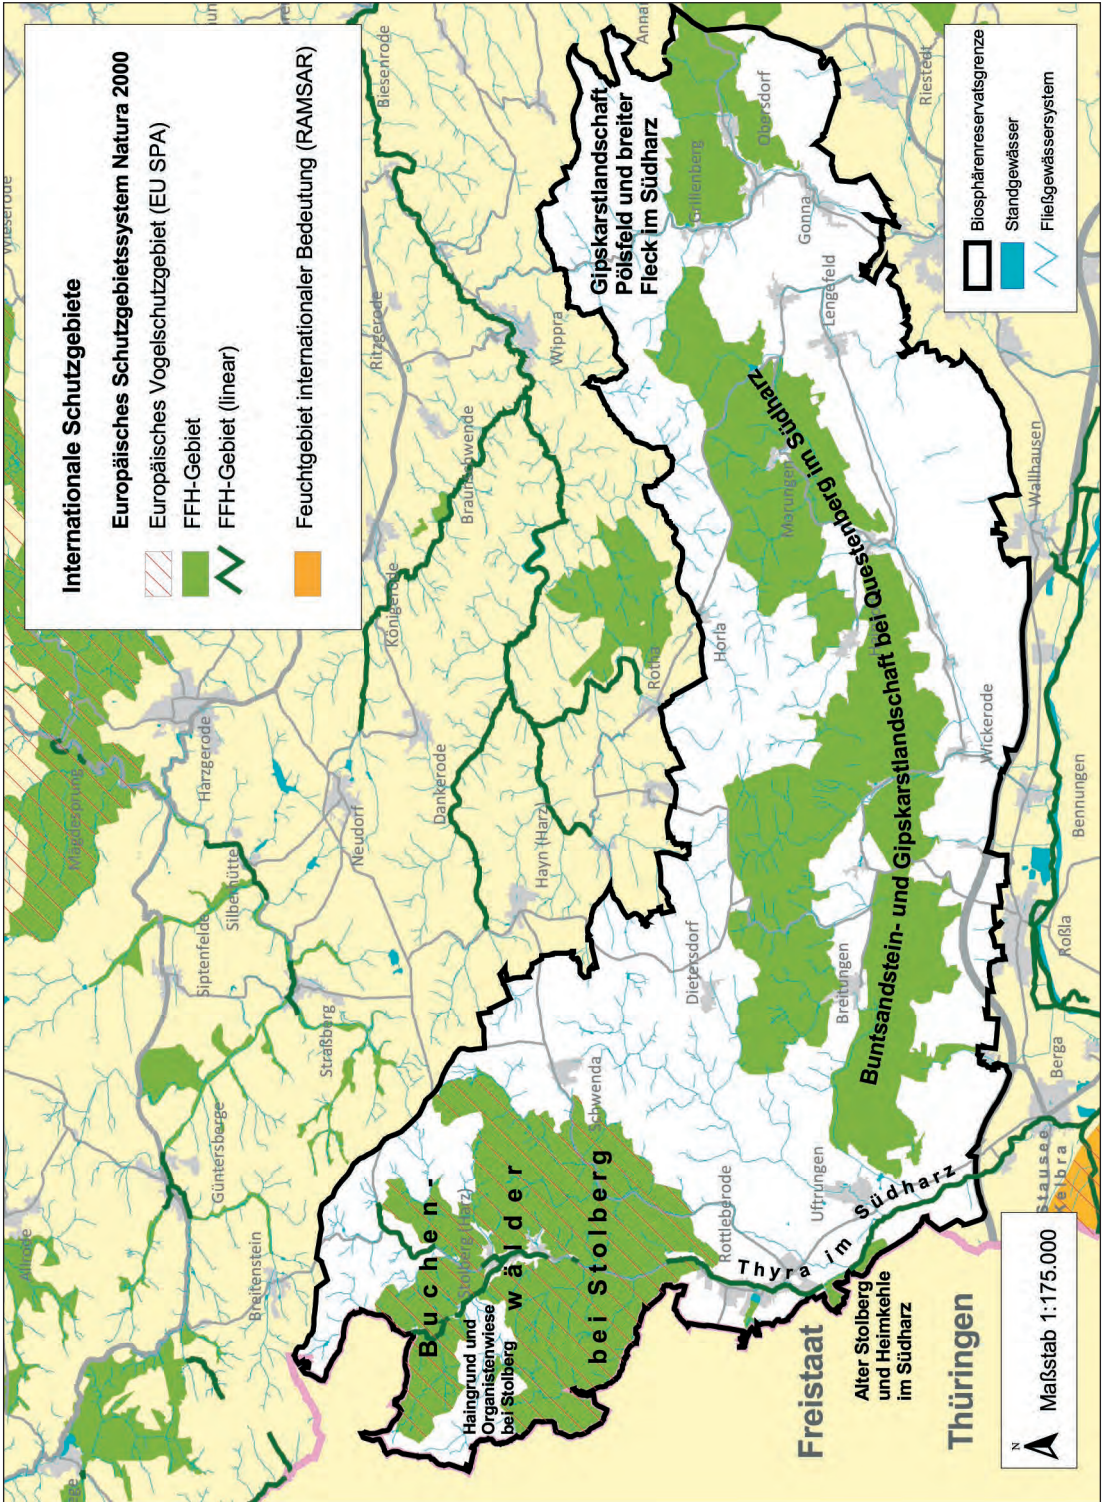 Internationale Schutzgebiete
Europäisches Schutzgebietssystem Natura 2000
Europäisches Vogelschutzgebiet (EU SPA)
FFH-Gebiet
FFH-Gebiet (linear)
Feuchtgebiet internationaler Bedeutung (RAMSAR)
Allrode
Güntersberge
Siptenfelde
Silberhütte
Magdesprung
Harzgerode
Wieserode
Breitenstein
Straßberg
Neudorf
Königerode
Ritzgerode
Biesenrode
Dankerode
Braunschwende
Hayn (Harz)
Wippra
Rotha
Horla
Buchen-
wälder
bei Stolberg
Stolberg (Harz)
Haingrund und
Organistenwiese
bei Stolberg
Schwenda
Dietersdorf
Gipskarstlandschaft
Pölsfeld und breiter
Fleck im Südharz
Grillenberg
Obersdorf
Gonna
Lengefeld
Riestedt
Morungen
Buntsandstein- und Gipskarstlandschaft bei Questenberg im Südharz
Breitungen
Rottleberode
Uftrungen
Thyra im Südharz
Wickerode
Wallhausen
Bennungen
Roßla
Berga
Stausee
Kelbra
Freistaat
Thüringen
Alter Stolberg
und Heimkehle
im Südharz
N
Maßstab 1:175.000
Biosphärenreservatsgrenze
Standgewässer
Fließgewässersystem